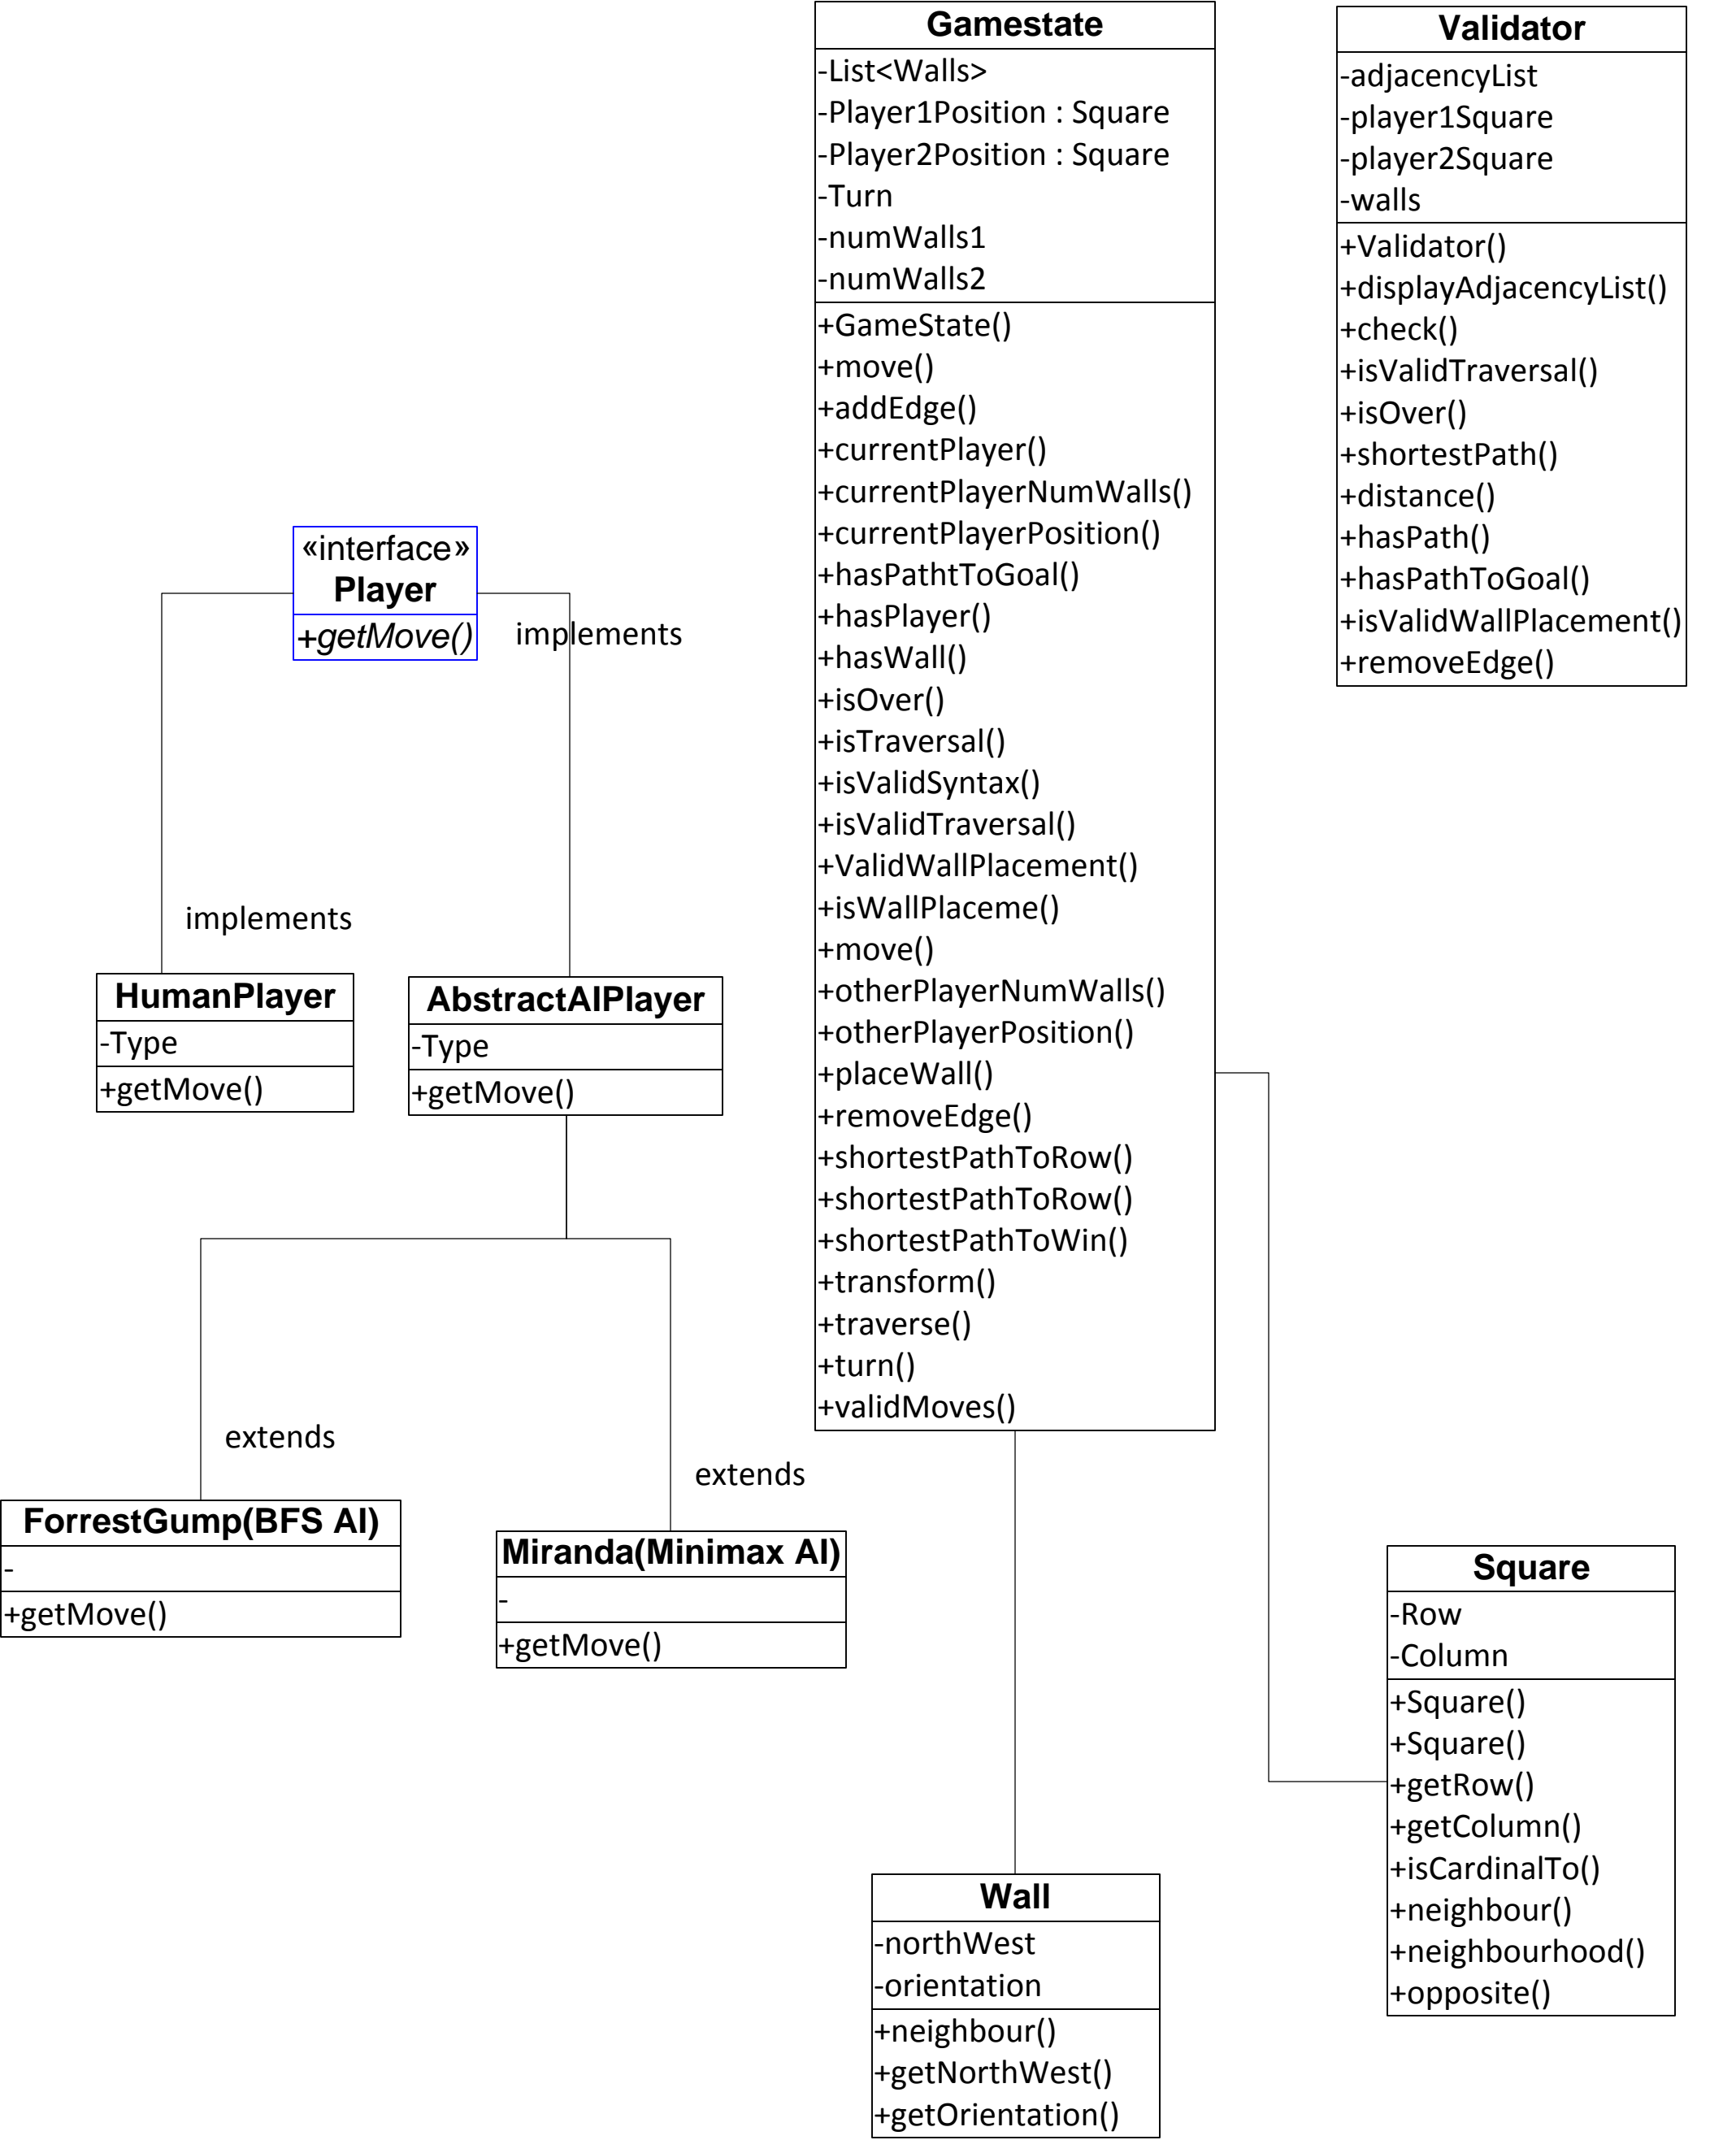 Gamestate
-List<Walls>
-Player1Position : Square
-Player2Position : Square
-Turn
-numWalls1
-numWalls2
+GameState()
+move()
+addEdge()
+currentPlayer()
+currentPlayerNumWalls()
+currentPlayerPosition()
+hasPathtToGoal()
+hasPlayer()
+hasWall()
+isOver()
+isTraversal()
+isValidSyntax()
+isValidTraversal()
+ValidWallPlacement()
+isWallPlaceme()
+move()
+otherPlayerNumWalls()
+otherPlayerPosition()
+placeWall()
+removeEdge()
+shortestPathToRow()
+shortestPathToRow()
+shortestPathToWin()
+transform()
+traverse()
+turn()
+validMoves()
Validator
-adjacencyList
-player1Square
-player2Square
-walls
+Validator()
+displayAdjacencyList()
+check()
+isValidTraversal()
+isOver()
+shortestPath()
+distance()
+hasPath()
+hasPathToGoal()
+isValidWallPlacement()
+removeEdge()
«interface»
Player
+getMove()
implements
implements
HumanPlayer
-Type
+getMove()
AbstractAIPlayer
-Type
+getMove()
extends
extends
ForrestGump(BFS AI)
-
+getMove()
Miranda(Minimax AI)
-
+getMove()
Square
-Row
-Column
+Square()
+Square()
+getRow()
+getColumn()
+isCardinalTo()
+neighbour()
+neighbourhood()
+opposite()
Wall
-northWest
-orientation
+neighbour()
+getNorthWest()
+getOrientation()